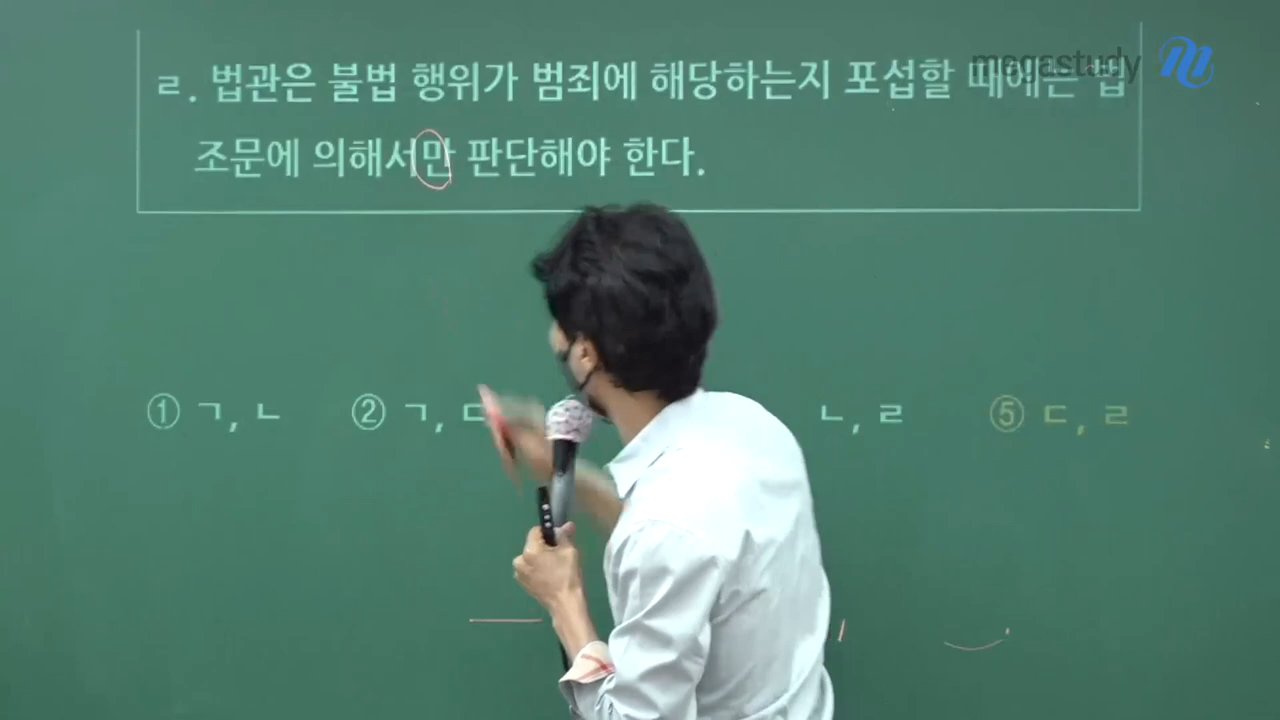 megastudy
ㄹ. 법관은 불법 행위가 범죄에 해당하는지 포섭할 때에는 법
조문에 의해서만 판단해야 한다.
① ㄱ, ㄴ ② ㄱ, ㄷ ㄴ, ㄹ ⑤ ㄷ, ㄹ